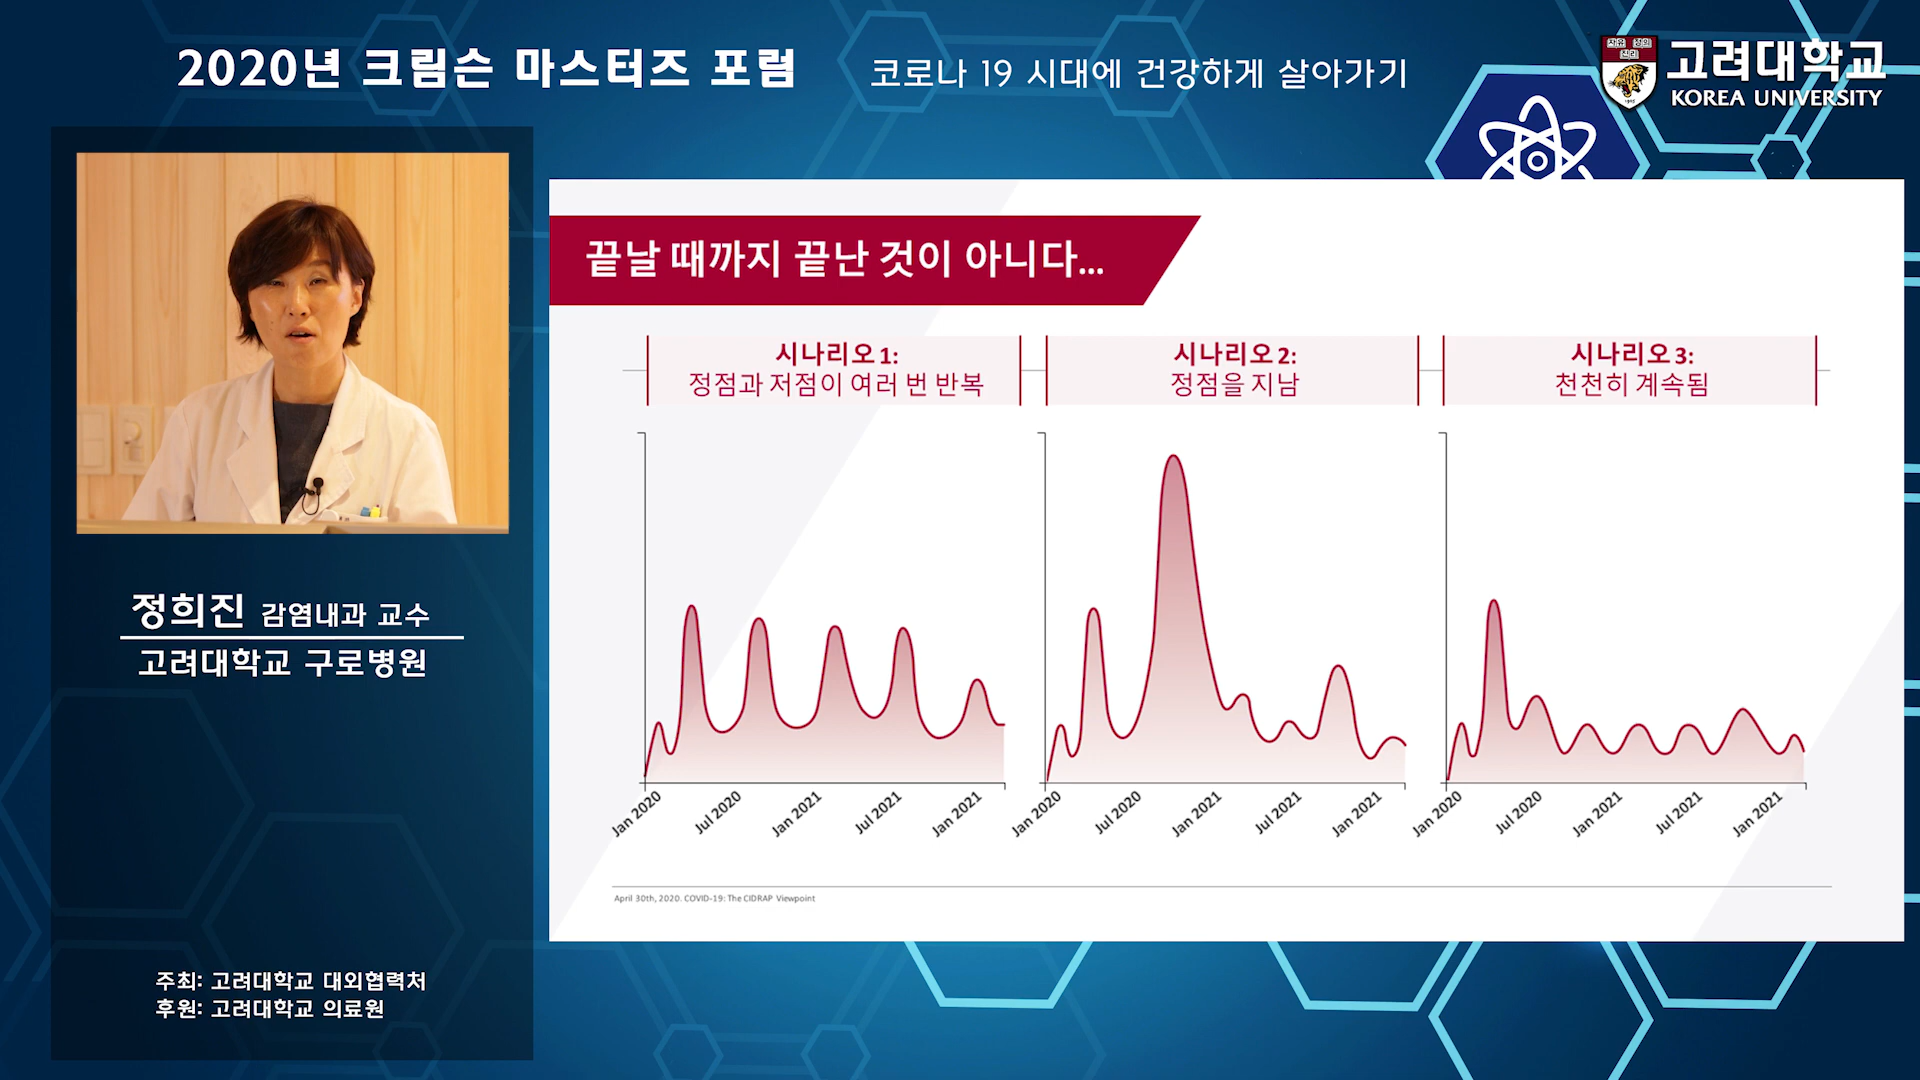 2020년 크림슨 마스터즈 포럼
코로나 19 시대에 건강하게 살아가기
자유 정의
진리
1905
고려대학교
KOREA UNIVERSITY
정희진 감염내과 교수
고려대학교 구로병원
주최: 고려대학교 대외협력처
후원: 고려대학교 의료원
끝날 때까지 끝난 것이 아니다...
시나리오 1:
정점과 저점이 여러 번 반복
시나리오 2:
정점을 지남
시나리오 3:
천천히 계속됨
Jan 2020
Jul 2020
Jan 2021
Jul 2021
Jan 2021
Jan 2020
Jul 2020
Jan 2021
Jul 2021
Jan 2021
Jan 2020
Jul 2020
Jan 2021
Jul 2021
Jan 2021
April 30th, 2020. COVID-19: The CIDRAP Viewpoint